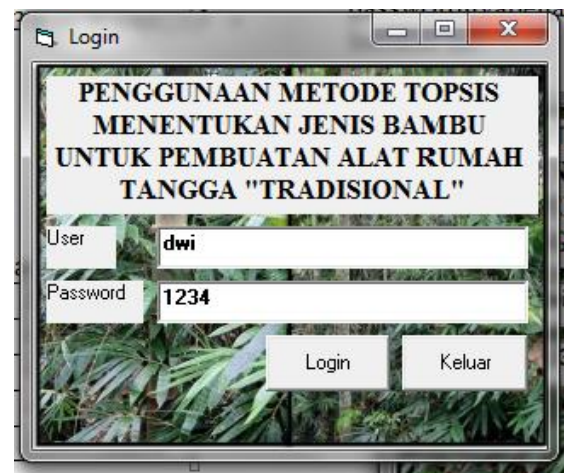 Login
PENGGUNAAN METODE TOPSIS
MENENTUKAN JENIS BAMBU
UNTUK PEMBUATAN ALAT RUMAH
TANGGA "TRADISIONAL"
User
dwi
Password
1234
Login Keluar